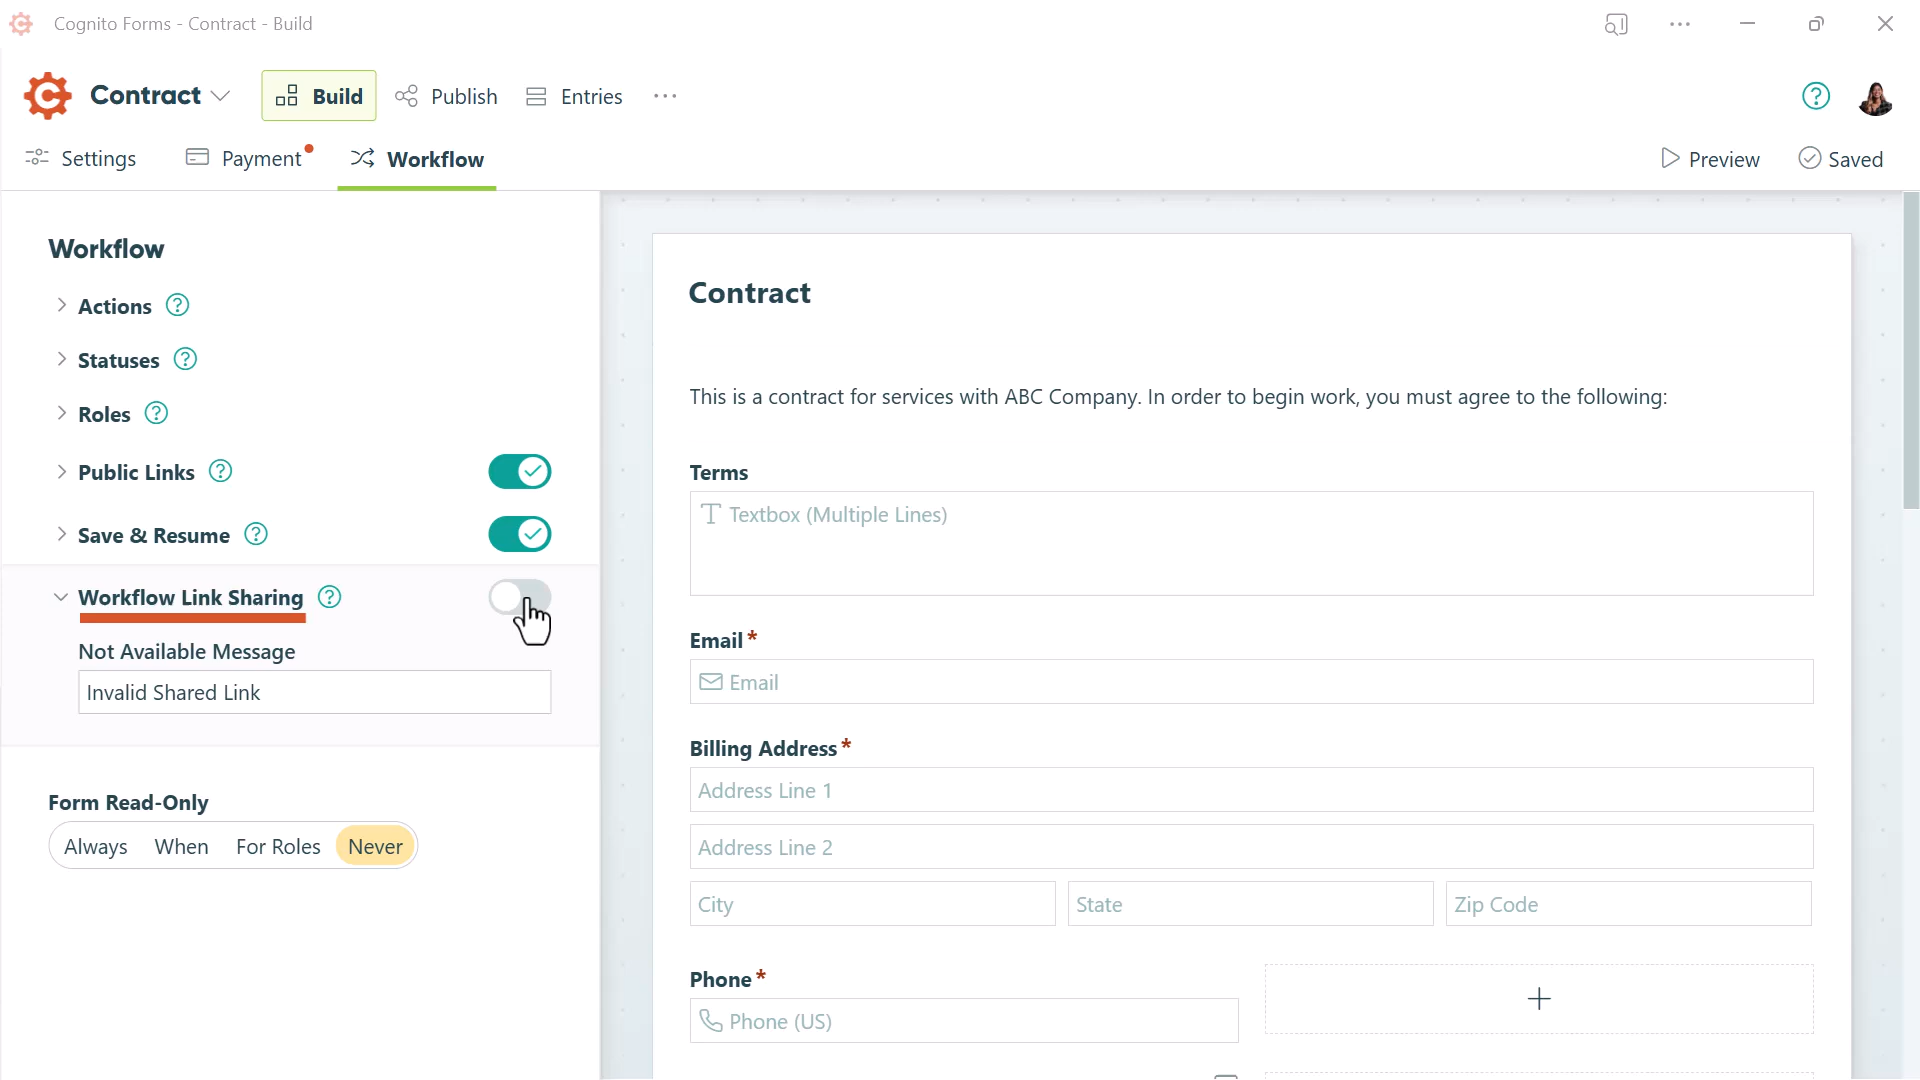 Cognito Forms - Contract - Build
Contract
Build
Publish
Entries
Settings
Payment
Workflow
Preview
Saved
Workflow
Actions
Statuses
Roles
Public Links
Save & Resume
Workflow Link Sharing
Not Available Message
Invalid Shared Link
Form Read-Only
Always When For Roles Never
Contract
This is a contract for services with ABC Company. In order to begin work, you must agree to the following:
Terms
Textbox (Multiple Lines)
Email*
Email
Billing Address*
Address Line 1
Address Line 2
City State Zip Code
Phone*
Phone (US)